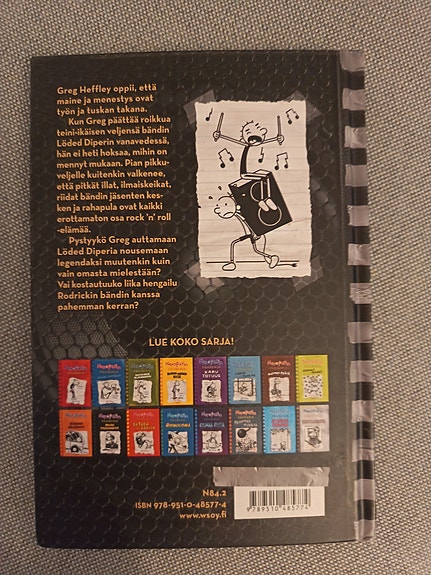 Greg Heffley oppii, että
maine ja menestys ovat
työn ja tuskan takana.
Kun Greg päättää roikkua
teini-ikäisen veljensä bändin
Löded Diperin vanavedessä,
hän ei heti hoksaa, mihin on
mennyt mukaan. Pian pikku-
veljelle kuitenkin valkenee,
että pitkät illat, ilmaiskeikat,
riidat bändin jäsenten kes-
ken ja rahapula ovat kaikki
erottamaton osa rock 'n' roll
-elämää.
Pystyykö Greg auttamaan
Löded Diperia nousemaan
legendaksi muutenkin kuin
vain omasta mielestään?
Vai kostautuuko liika hengailu
Rodrickin bändin kanssa
pahemman kerran?
LUE KOKO SARJA!
KARU
TOTUUS
N84.2
ISBN 978-951-0-48577-4
www.wsoy.fi
9789510485774